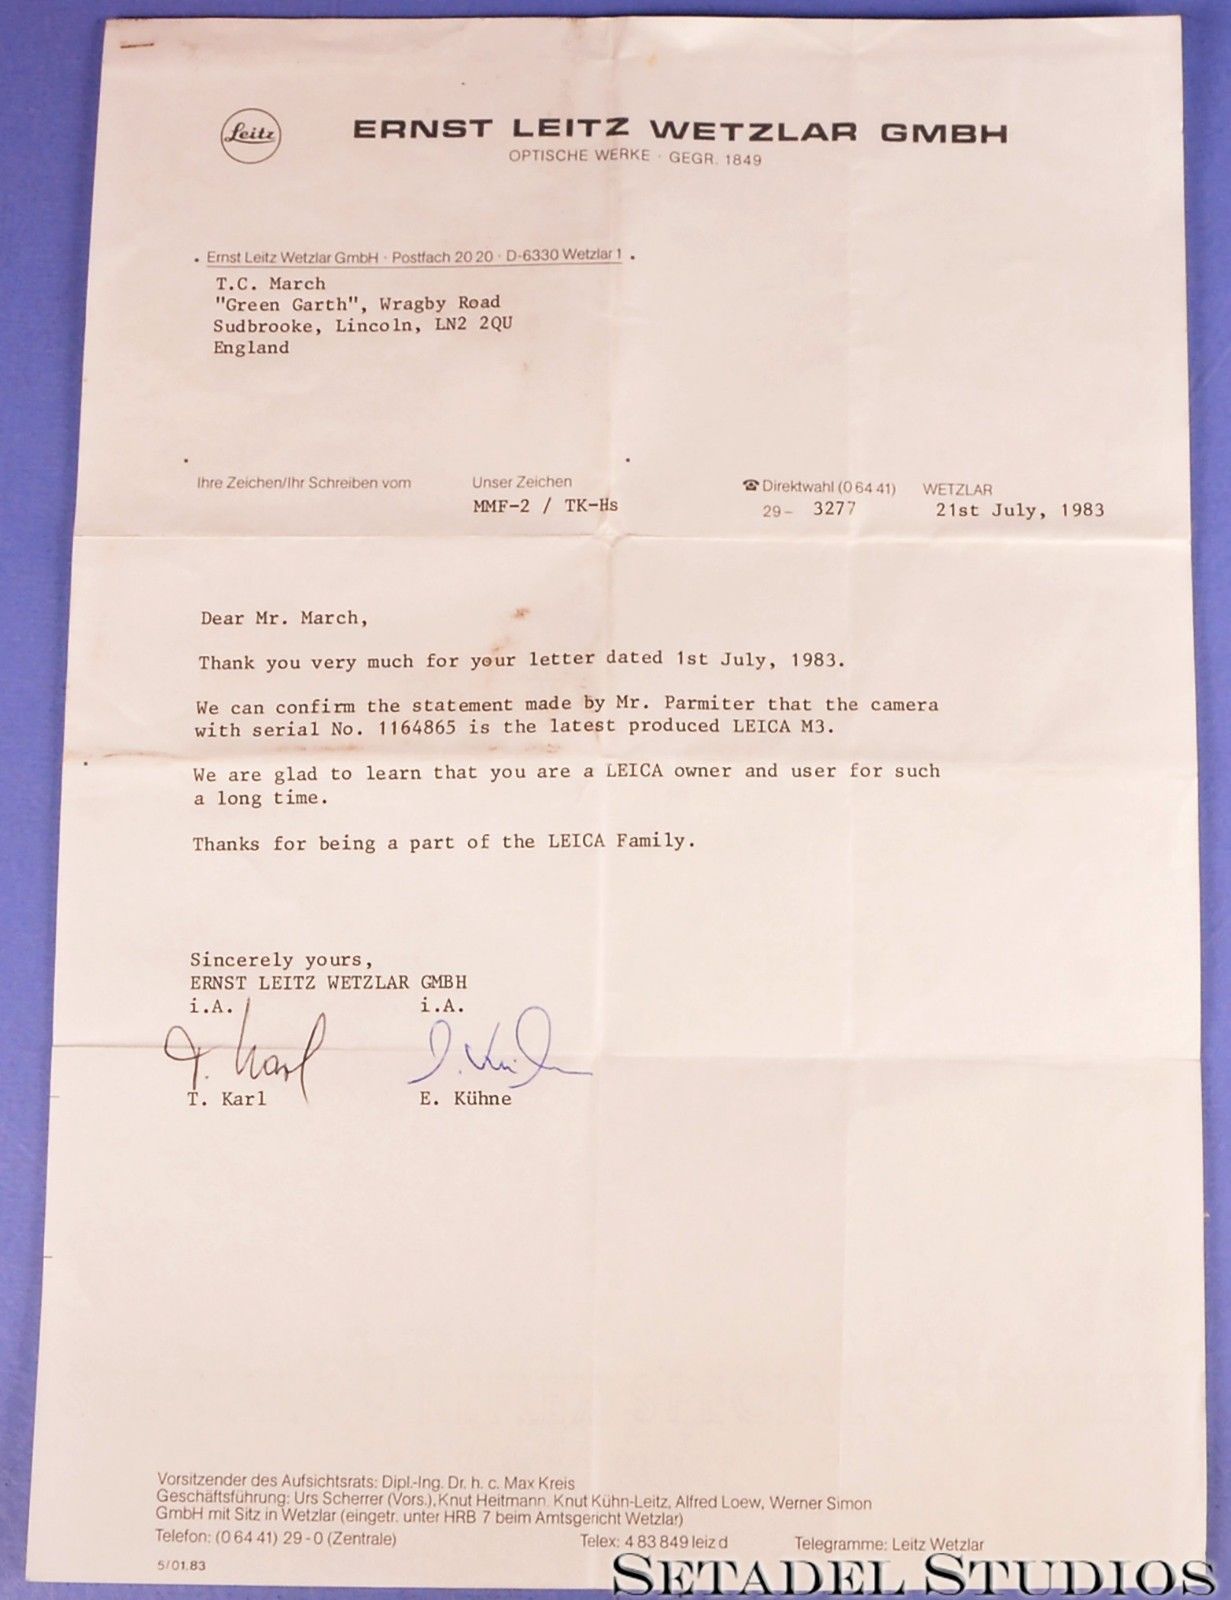 Leitz
ERNST LEITZ WETZLAR GMBH
OPTISCHE WERKE · GEGR. 1849
Ernst Leitz Wetzlar GmbH · Postfach 20 20 · D-6330 Wetzlar 1
T.C. March
"Green Garth", Wragby Road
Sudbrooke, Lincoln, LN2 2QU
England
Ihre Zeichen/Ihr Schreiben vom Unser Zeichen ☎ Direktwahl (0 64 41) WETZLAR
MMF-2 / TK-Hs 29- 3277 21st July, 1983
Dear Mr. March,
Thank you very much for your letter dated 1st July, 1983.
We can confirm the statement made by Mr. Parmiter that the camera
with serial No. 1164865 is the latest produced LEICA M3.
We are glad to learn that you are a LEICA owner and user for such
a long time.
Thanks for being a part of the LEICA Family.
Sincerely yours,
ERNST LEITZ WETZLAR GMBH
i.A. i.A.
T. Karl
T. Karl E. Kühne
Vorsitzender des Aufsichtsrats: Dipl.-Ing. Dr. h. c. Max Kreis
Geschäftsführung: Urs Scherrer (Vors.), Knut Heitmann, Knut Kühn-Leitz, Alfred Loew, Werner Simon
GmbH mit Sitz in Wetzlar (eingetr. unter HRB 7 beim Amtsgericht Wetzlar)
Telefon: (0 64 41) 29-0 (Zentrale) Telex: 4 83 849 leiz d Telegramme: Leitz Wetzlar
5/01.83
SETADEL STUDIOS